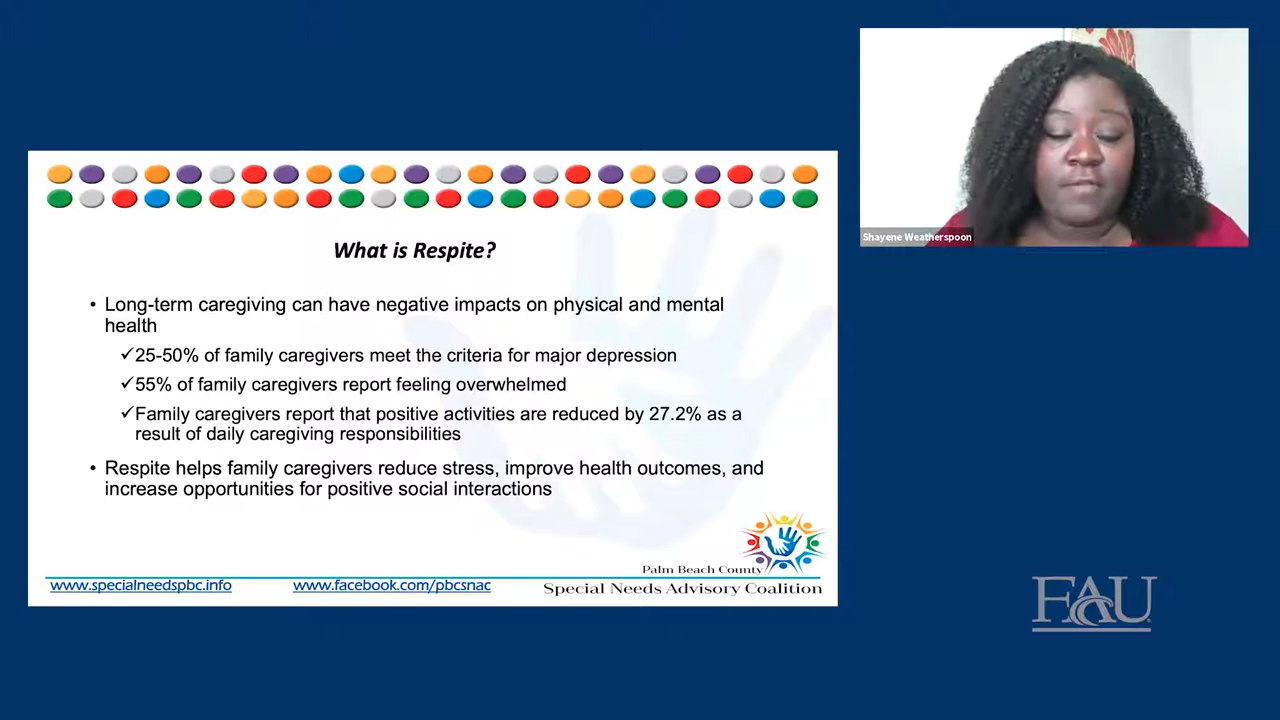 Shayene Weatherspoon
What is Respite?
• Long-term caregiving can have negative impacts on physical and mental
health
✓25-50% of family caregivers meet the criteria for major depression
✓55% of family caregivers report feeling overwhelmed
✓Family caregivers report that positive activities are reduced by 27.2% as a
result of daily caregiving responsibilities
• Respite helps family caregivers reduce stress, improve health outcomes, and
increase opportunities for positive social interactions
Palm Beach County
www.specialneedspbc.info
www.facebook.com/pbcsnac
Special Needs Advisory Coalition
FAU